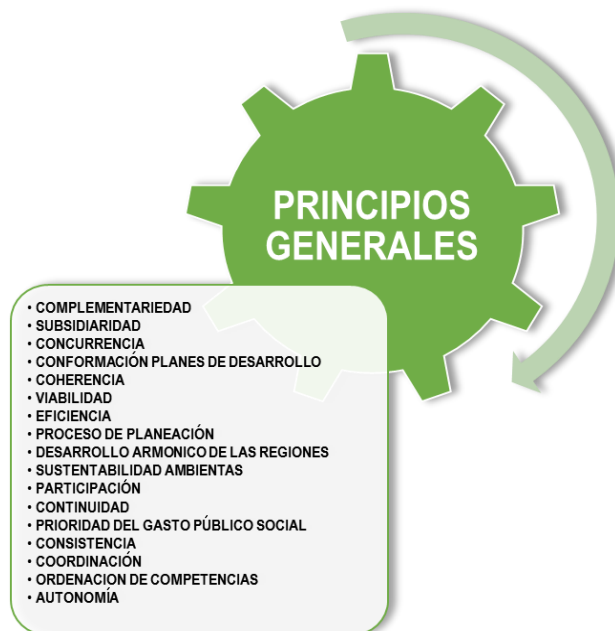 PRINCIPIOS
GENERALES
• COMPLEMENTARIEDAD
• SUBSIDIARIDAD
• CONCURRENCIA
• CONFORMACIÓN PLANES DE DESARROLLO
• COHERENCIA
• VIABILIDAD
• EFICIENCIA
• PROCESO DE PLANEACIÓN
• DESARROLLO ARMONICO DE LAS REGIONES
• SUSTENTABILIDAD AMBIENTAS
• PARTICIPACIÓN
• CONTINUIDAD
• PRIORIDAD DEL GASTO PÚBLICO SOCIAL
• CONSISTENCIA
• COORDINACIÓN
• ORDENACION DE COMPETENCIAS
• AUTONOMÍA